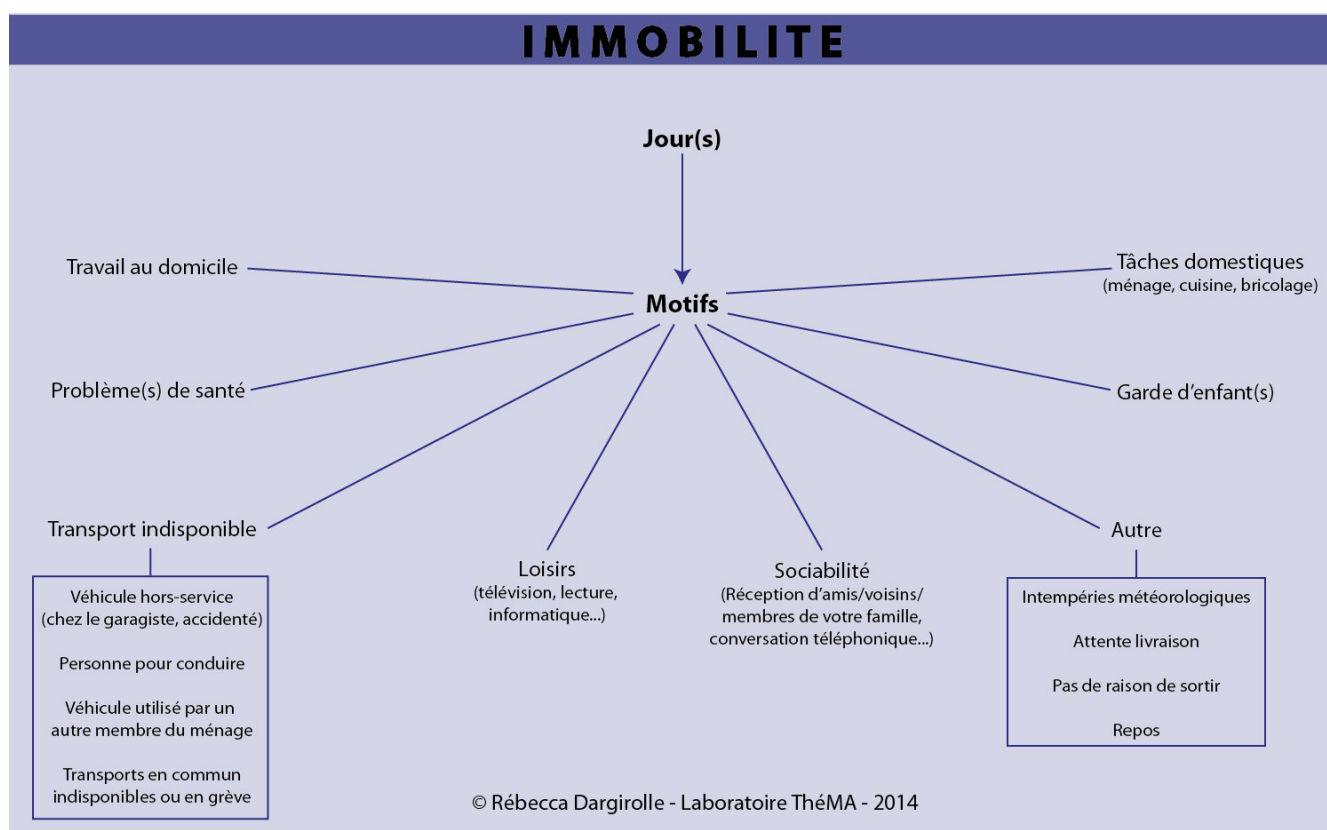 IMMOBILITE
Jour(s)
Travail au domicile
Tâches domestiques
(ménage, cuisine, bricolage)
Motifs
Problème(s) de santé
Garde d'enfant(s)
Transport indisponible
Véhicule hors-service
(chez le garagiste, accidenté)
Personne pour conduire
Véhicule utilisé par un
autre membre du ménage
Transports en commun
indisponibles ou en grève
Loisirs
(télévision, lecture,
informatique...)
Sociabilité
(Réception d'amis/voisins/
membres de votre famille,
conversation téléphonique...)
Autre
Intempéries météorologiques
Attente livraison
Pas de raison de sortir
Repos
© Rébecca Dargirolle - Laboratoire ThéMA - 2014